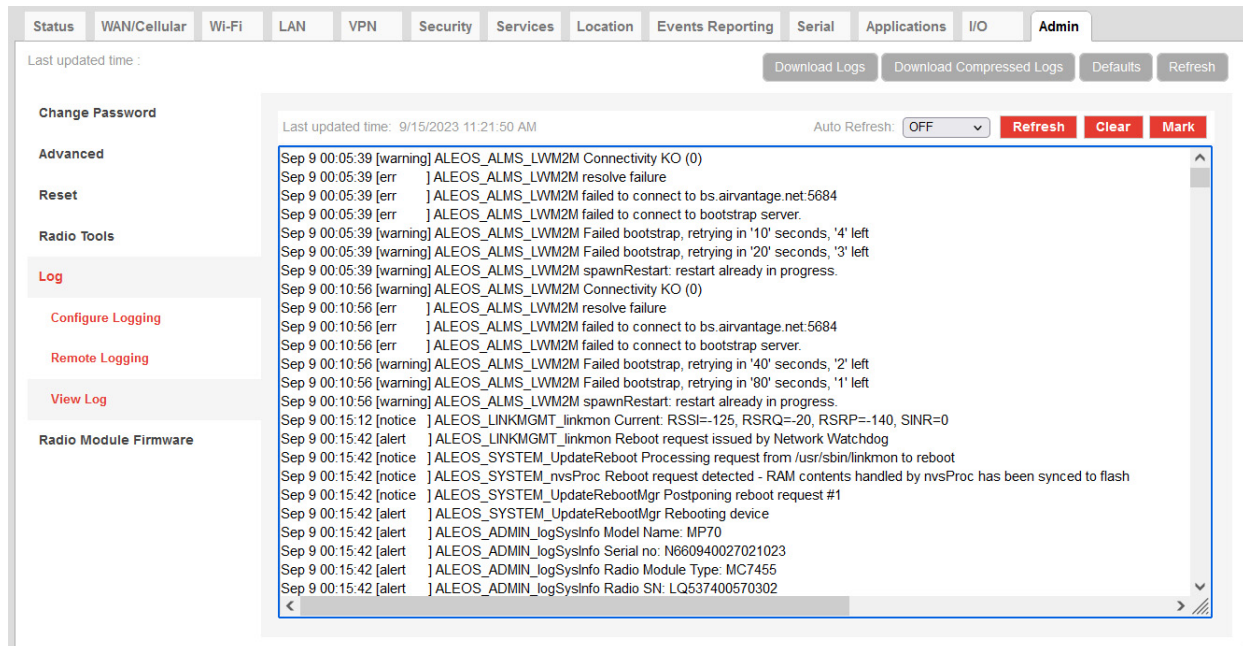 Status WAN/Cellular Wi-Fi LAN VPN Security Services Location Events Reporting Serial Applications I/O Admin
Last updated time :
Download Logs Download Compressed Logs Defaults Refresh
Change Password
Advanced
Reset
Radio Tools
Log
Configure Logging
Remote Logging
View Log
Radio Module Firmware
Last updated time: 9/15/2023 11:21:50 AM Auto Refresh: OFF Refresh Clear Mark
Sep 9 00:05:39 [warning] ALEOS_ALMS_LWM2M Connectivity KO (0)
Sep 9 00:05:39 [err ] ALEOS_ALMS_LWM2M resolve failure
Sep 9 00:05:39 [err ] ALEOS_ALMS_LWM2M failed to connect to bs.airvantage.net:5684
Sep 9 00:05:39 [err ] ALEOS_ALMS_LWM2M failed to connect to bootstrap server.
Sep 9 00:05:39 [warning] ALEOS_ALMS_LWM2M Failed bootstrap, retrying in '10' seconds, '4' left
Sep 9 00:05:39 [warning] ALEOS_ALMS_LWM2M Failed bootstrap, retrying in '20' seconds, '3' left
Sep 9 00:05:39 [warning] ALEOS_ALMS_LWM2M spawnRestart: restart already in progress.
Sep 9 00:10:56 [warning] ALEOS_ALMS_LWM2M Connectivity KO (0)
Sep 9 00:10:56 [err ] ALEOS_ALMS_LWM2M resolve failure
Sep 9 00:10:56 [err ] ALEOS_ALMS_LWM2M failed to connect to bs.airvantage.net:5684
Sep 9 00:10:56 [err ] ALEOS_ALMS_LWM2M failed to connect to bootstrap server.
Sep 9 00:10:56 [warning] ALEOS_ALMS_LWM2M Failed bootstrap, retrying in '40' seconds, '2' left
Sep 9 00:10:56 [warning] ALEOS_ALMS_LWM2M Failed bootstrap, retrying in '80' seconds, '1' left
Sep 9 00:10:56 [warning] ALEOS_ALMS_LWM2M spawnRestart: restart already in progress.
Sep 9 00:15:12 [notice ] ALEOS_LINKMGMT_linkmon Current: RSSI=-125, RSRQ=-20, RSRP=-140, SINR=0
Sep 9 00:15:42 [alert ] ALEOS_LINKMGMT_linkmon Reboot request issued by Network Watchdog
Sep 9 00:15:42 [notice ] ALEOS_SYSTEM_UpdateReboot Processing request from /usr/sbin/linkmon to reboot
Sep 9 00:15:42 [notice ] ALEOS_SYSTEM_nvsProc Reboot request detected - RAM contents handled by nvsProc has been synced to flash
Sep 9 00:15:42 [notice ] ALEOS_SYSTEM_UpdateRebootMgr Postponing reboot request #1
Sep 9 00:15:42 [alert ] ALEOS_SYSTEM_UpdateRebootMgr Rebooting device
Sep 9 00:15:42 [alert ] ALEOS_ADMIN_logSysInfo Model Name: MP70
Sep 9 00:15:42 [alert ] ALEOS_ADMIN_logSysInfo Serial no: N660940027021023
Sep 9 00:15:42 [alert ] ALEOS_ADMIN_logSysInfo Radio Module Type: MC7455
Sep 9 00:15:42 [alert ] ALEOS_ADMIN_logSysInfo Radio SN: LQ537400570302